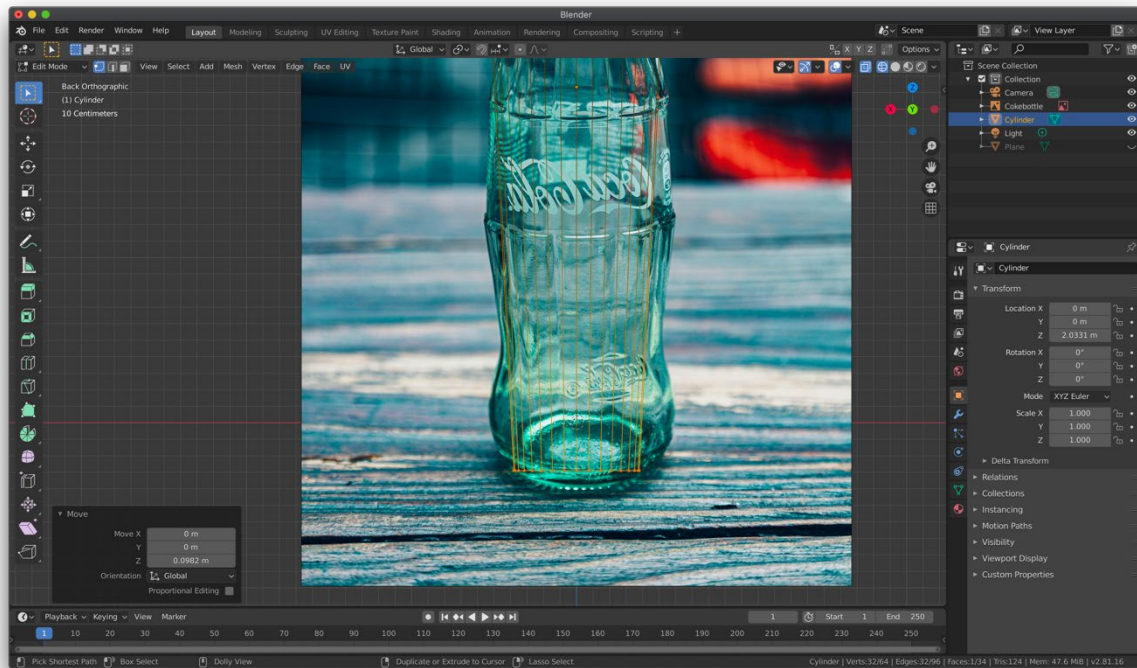 Blender
File Edit Render Window Help Layout Modeling Sculpting UV Editing Texture Paint Shading Animation Rendering Compositing Scripting + Scene View Layer
Global X Y Z Options
Edit Mode View Select Add Mesh Vertex Edge Face UV
Back Orthographic
(1) Cylinder
10 Centimeters
Z
X Y
Coca-Cola
Scene Collection
Collection
Camera
Cokebottle
Cylinder
Light
Plane
Cylinder
Cylinder
Transform
Location X 0 m
Y 0 m
Z 2.0331 m
Rotation X 0°
Y 0°
Z 0°
Mode XYZ Euler
Scale X 1.000
Y 1.000
Z 1.000
Delta Transform
Relations
Collections
Instancing
Motion Paths
Visibility
Viewport Display
Custom Properties
Move
Move X 0 m
Y 0 m
Z 0.0982 m
Orientation Global
Proportional Editing
Playback Keying View Marker 1 Start 1 End 250
1 10 20 30 40 50 60 70 80 90 100 110 120 130 140 150 160 170 180 190 200 210 220 230 240 250
Pick Shortest Path Box Select Dolly View Duplicate or Extrude to Cursor Lasso Select Cylinder | Verts:32/64 | Edges:32/96 | Faces:1/34 | Tris:124 | Mem: 47.6 MiB | v2.81.16